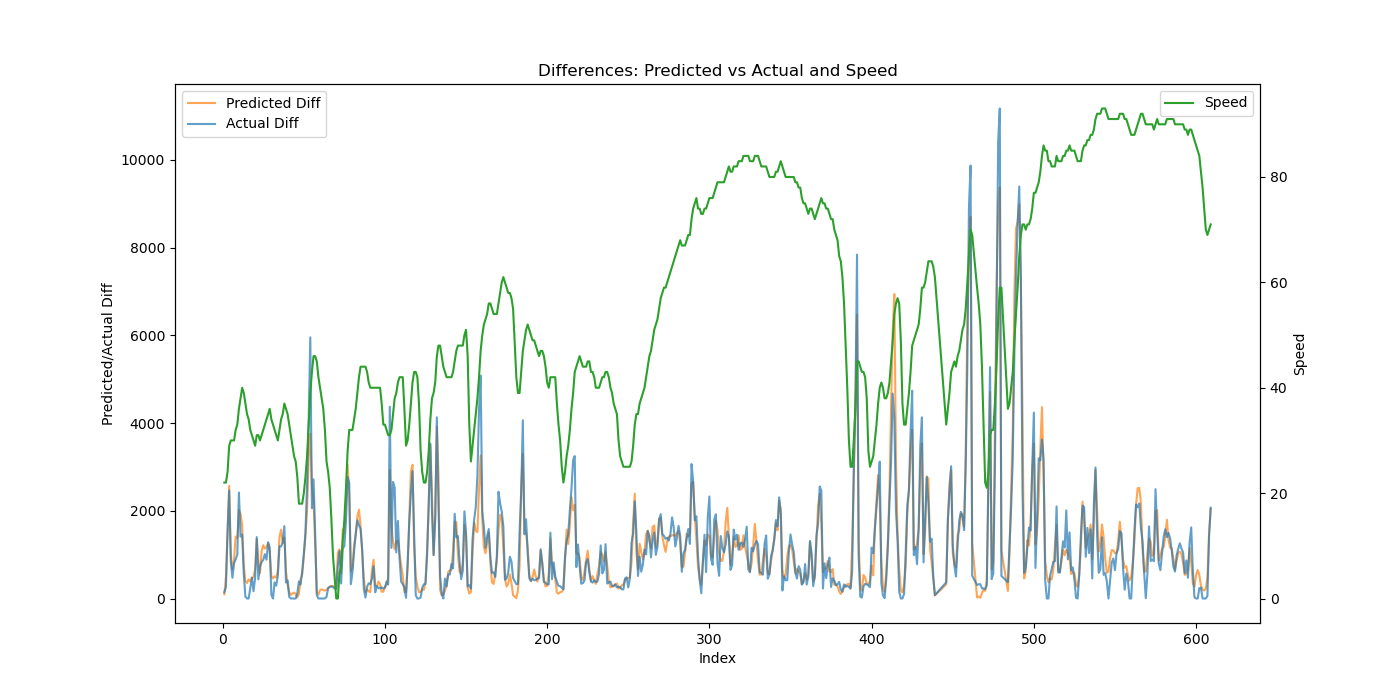 Differences: Predicted vs Actual and Speed
Predicted Diff
Actual Diff
Speed
10000
8000
6000
4000
2000
0
Predicted/Actual Diff
80
60
40
20
0
Speed
0 100 200 300 400 500 600
Index